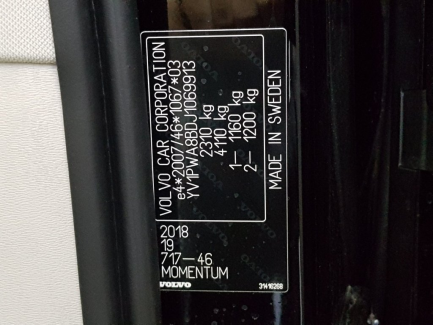 VOLVO CAR CORPORATION
e4*2007/46*1067*03
YV1PWA8BDJ1069913
2310 kg
4110 kg
1– 1160 kg
2– 1200 kg
MADE IN SWEDEN
2018
19
717–46
MOMENTUM
VOLVO
31416268